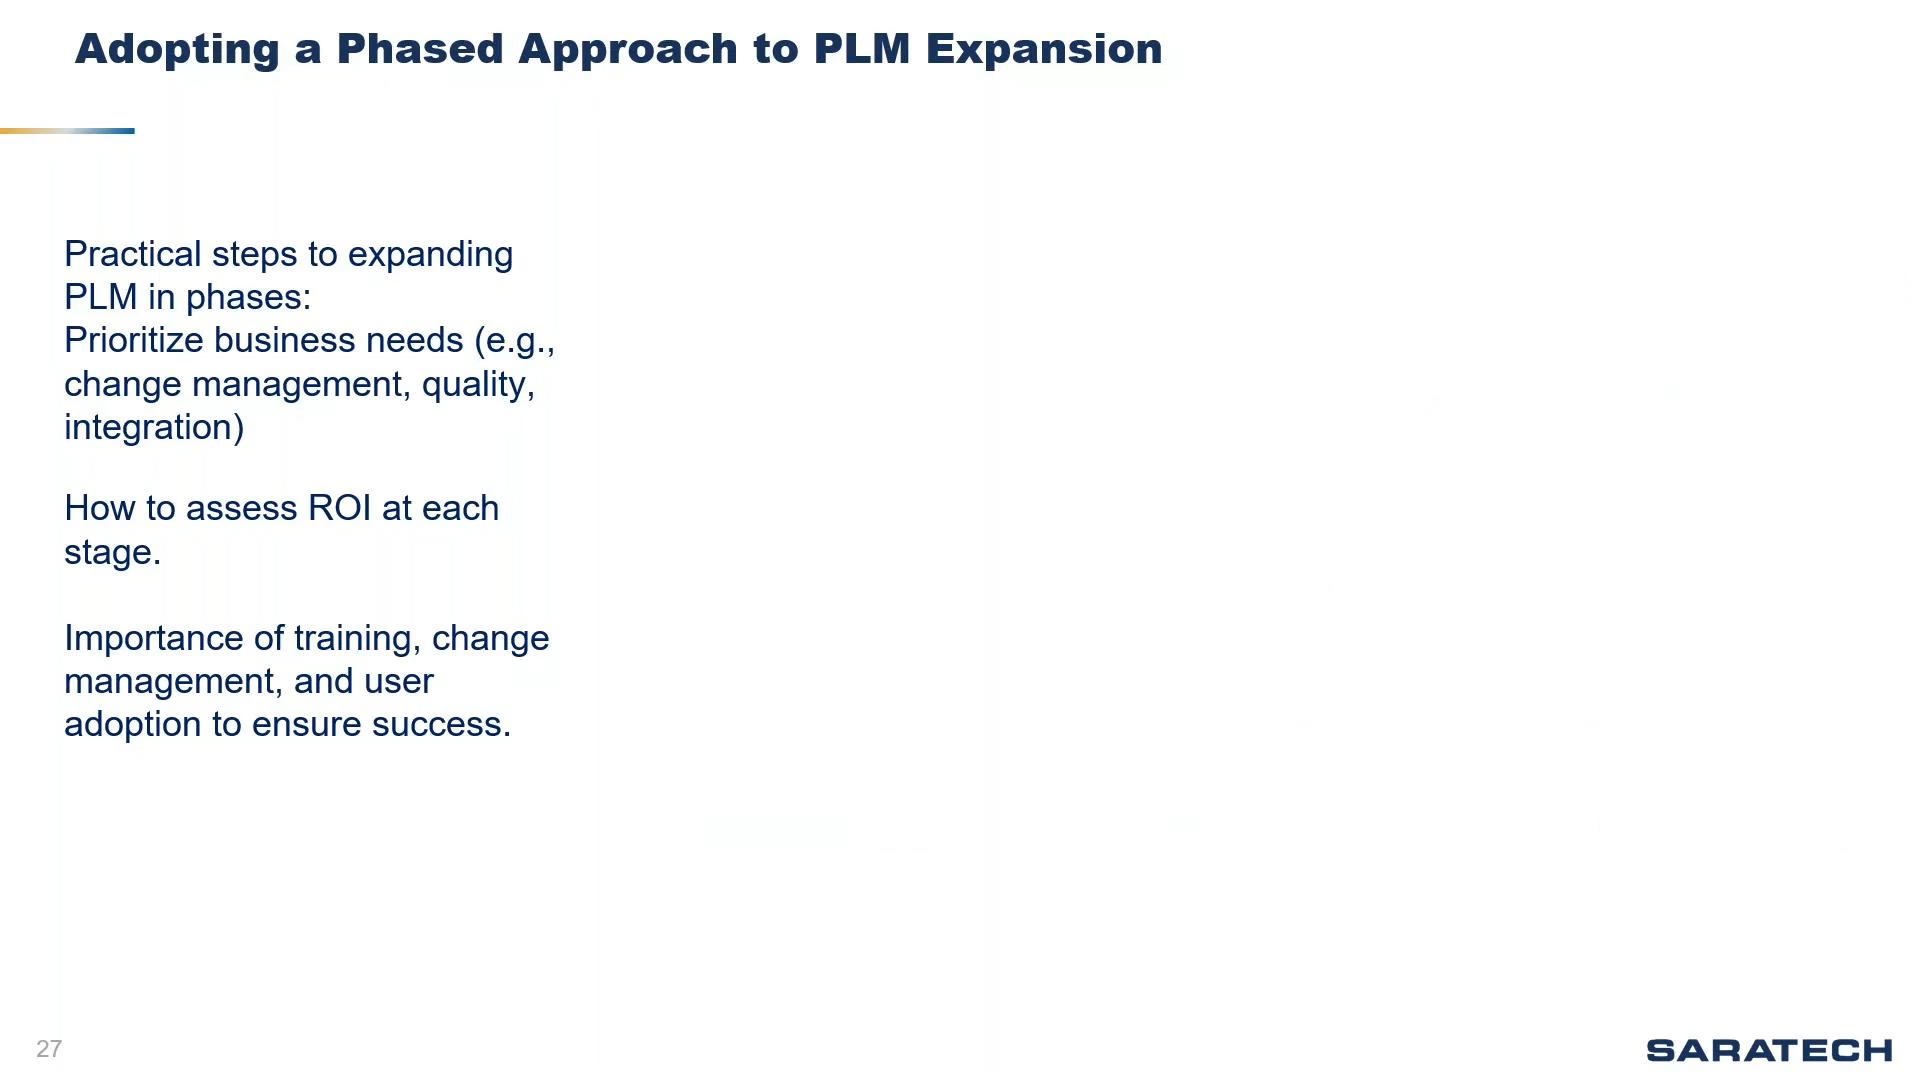 Adopting a Phased Approach to PLM Expansion
Practical steps to expanding
PLM in phases:
Prioritize business needs (e.g.,
change management, quality,
integration)
How to assess ROI at each
stage.
Importance of training, change
management, and user
adoption to ensure success.
27
SARATECH